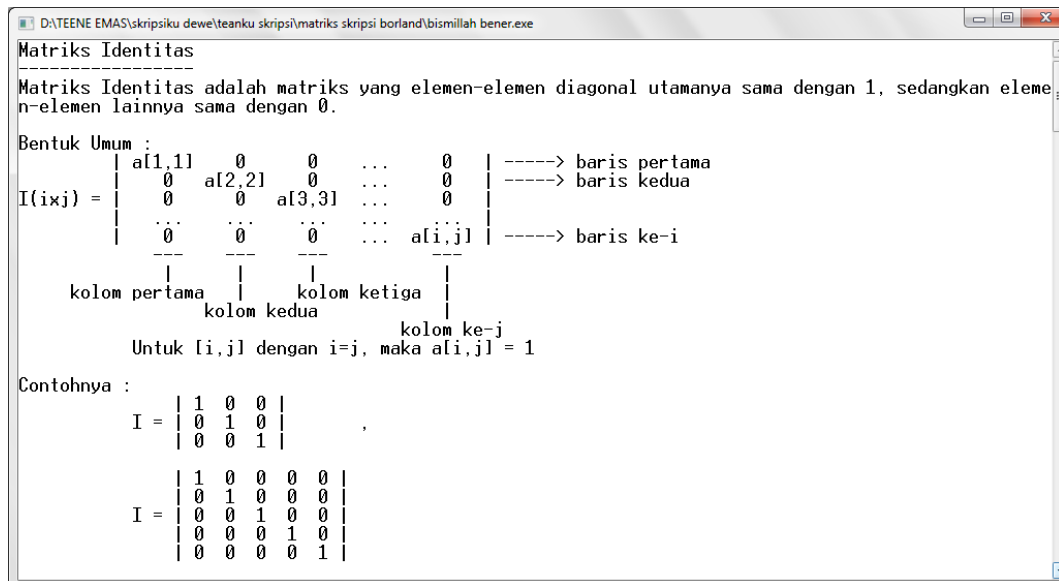 D:\TEENE EMAS\skripsiku dewe\teanku skripsi\matriks skripsi borland\bismillah bener.exe
Matriks Identitas
-----------------
Matriks Identitas adalah matriks yang elemen-elemen diagonal utamanya sama dengan 1, sedangkan eleme
n-elemen lainnya sama dengan 0.
Bentuk Umum :
| a[1,1] 0 0 ... 0 | -----> baris pertama
| 0 a[2,2] 0 ... 0 | -----> baris kedua
I(ixj) = | 0 0 a[3,3] ... 0 |
| ... ... ... ... ... |
| 0 0 0 ... a[i,j] | -----> baris ke-i
--- --- --- ---
| | | |
kolom pertama | kolom ketiga |
kolom kedua |
kolom ke-j
Untuk [i,j] dengan i=j, maka a[i,j] = 1
Contohnya :
| 1 0 0 |
I = | 0 1 0 | ,
| 0 0 1 |
| 1 0 0 0 0 |
| 0 1 0 0 0 |
I = | 0 0 1 0 0 |
| 0 0 0 1 0 |
| 0 0 0 0 1 |